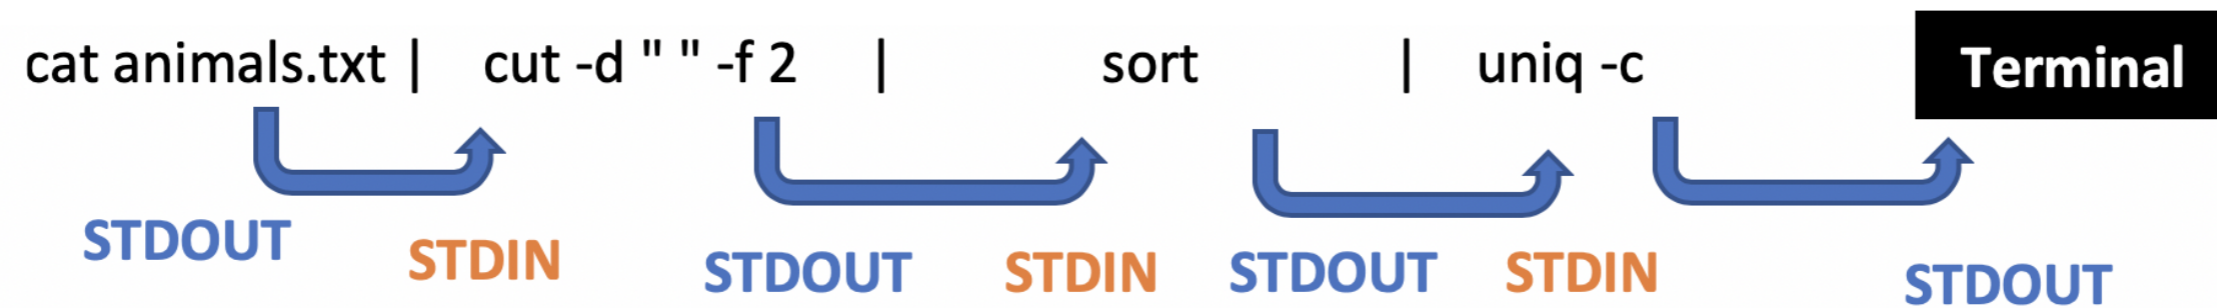 cat animals.txt | cut -d " " -f 2 | sort | uniq -c Terminal
STDOUT STDIN STDOUT STDIN STDOUT STDIN STDOUT